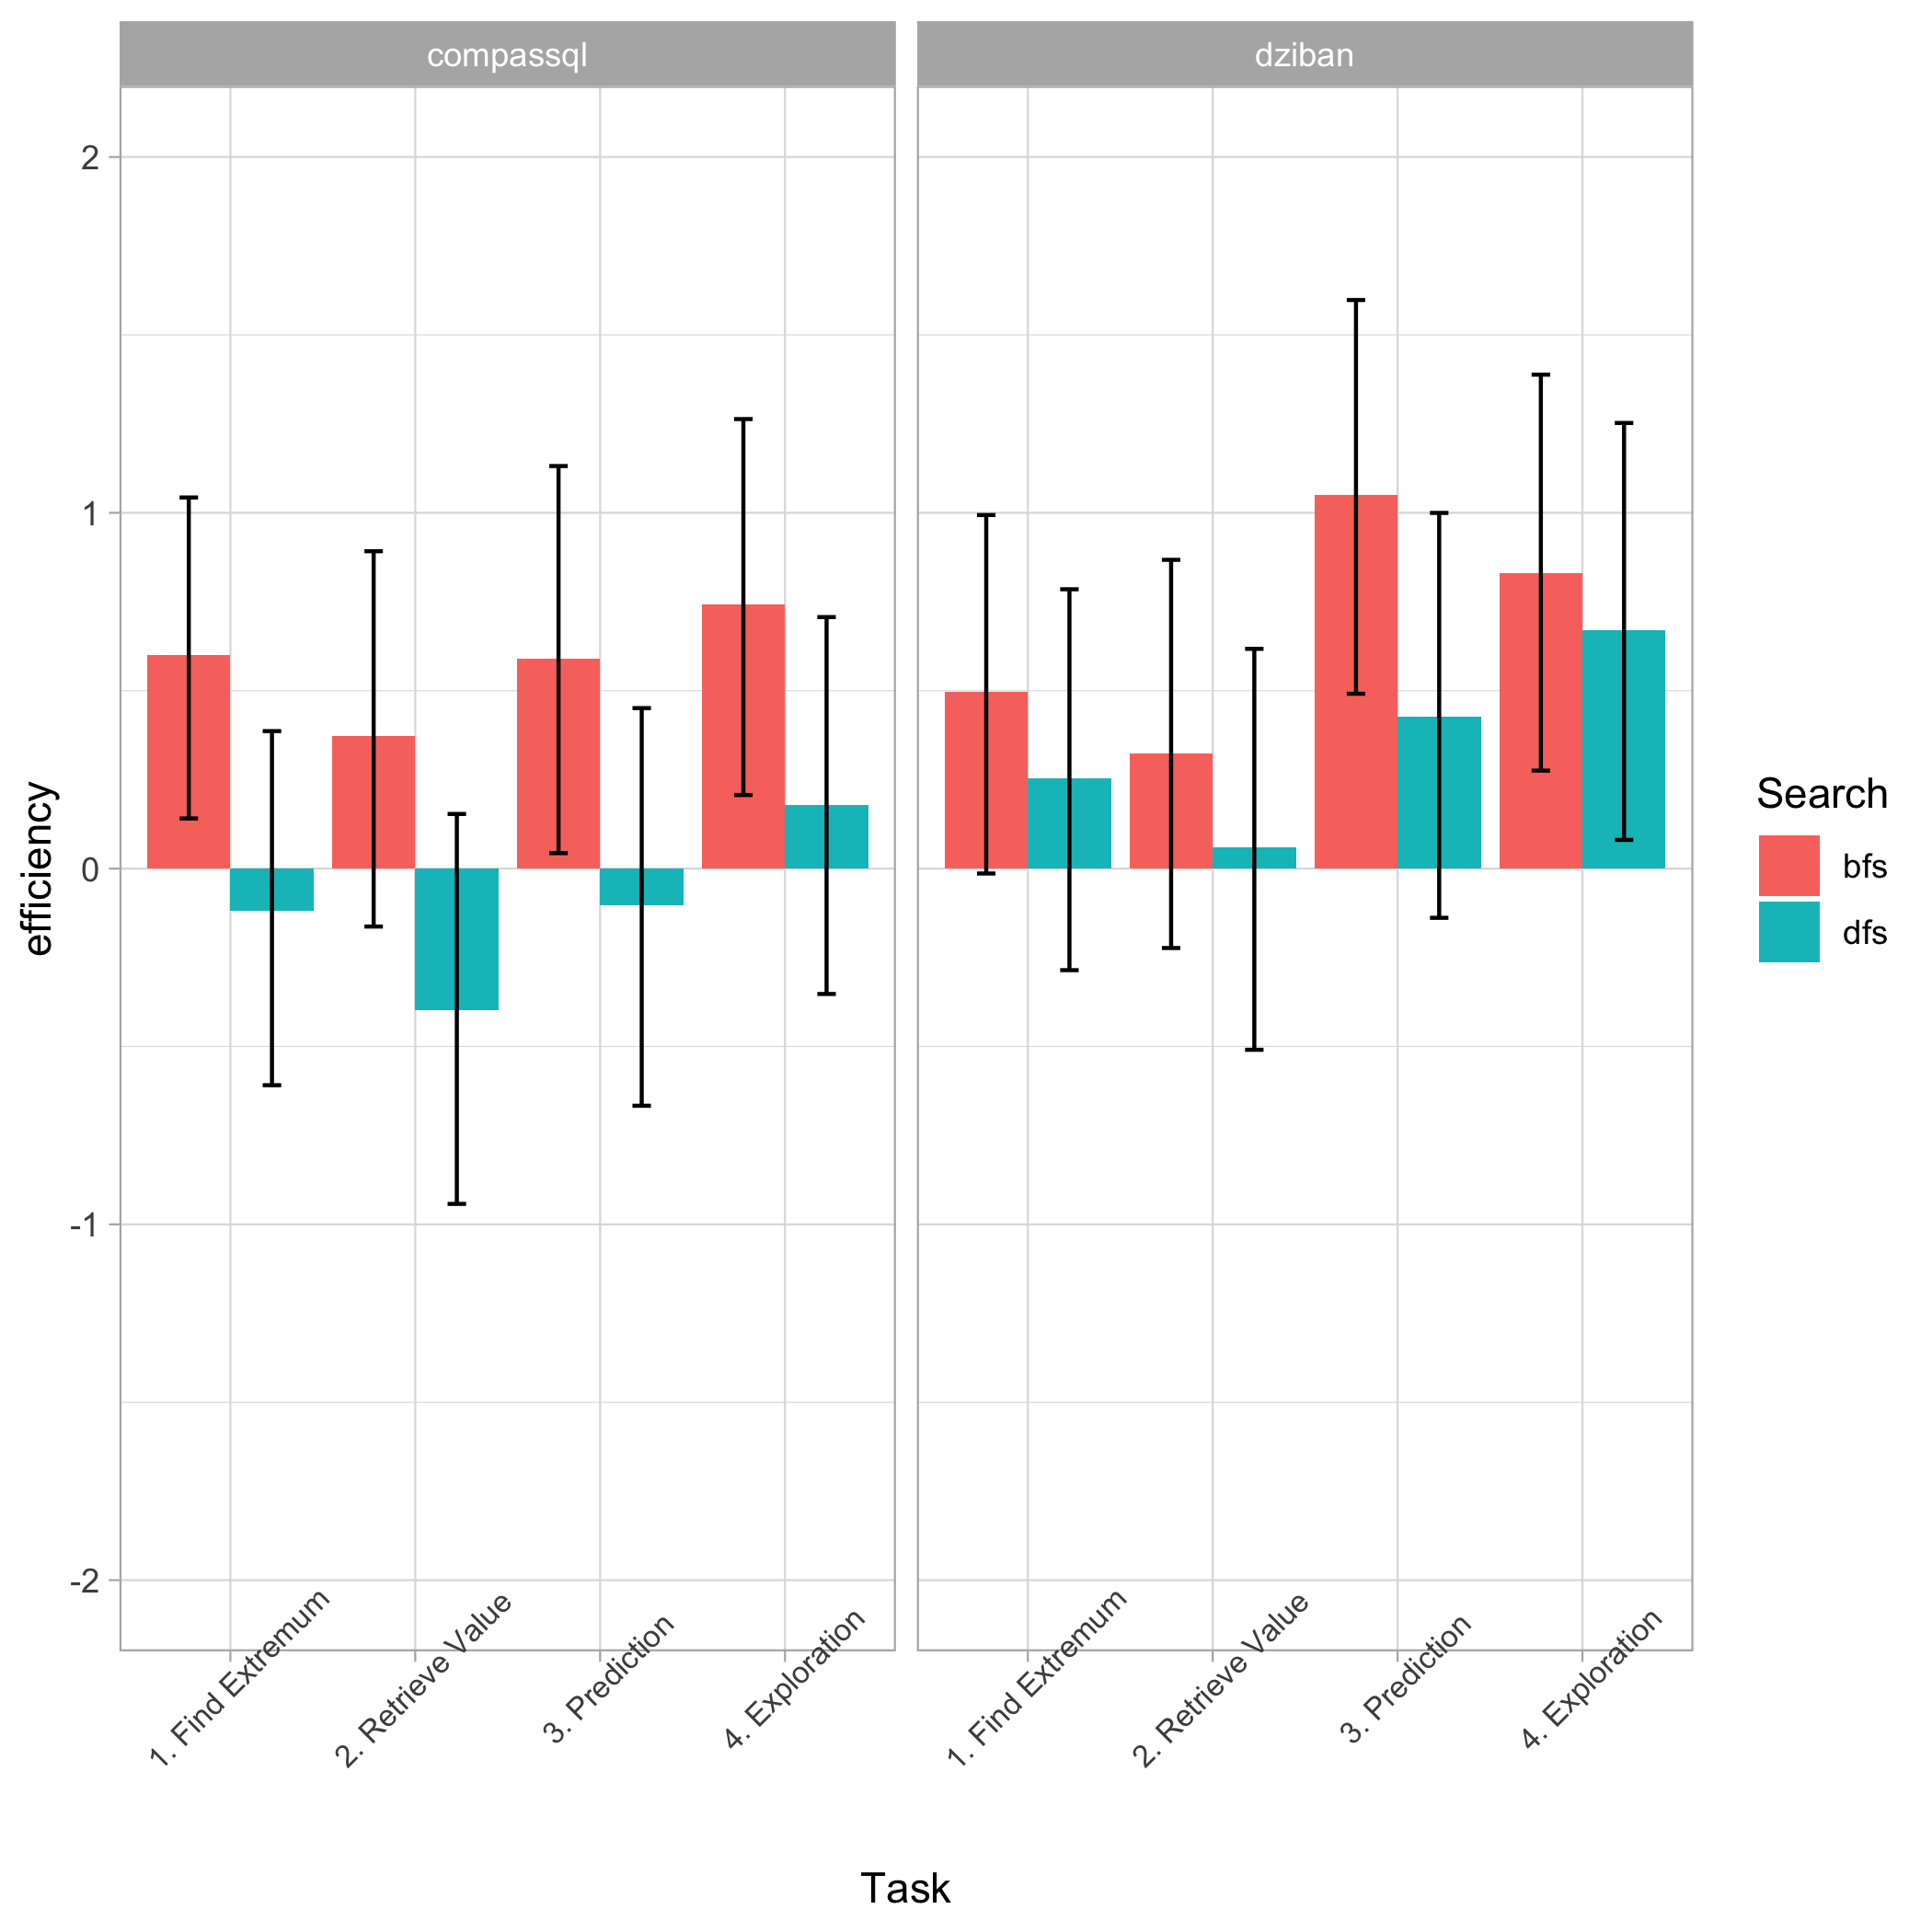 compassql
dziban
2
1
0
-1
-2
efficiency
1. Find Extremum
2. Retrieve Value
3. Prediction
4. Exploration
1. Find Extremum
2. Retrieve Value
3. Prediction
4. Exploration
Task
Search
bfs
dfs